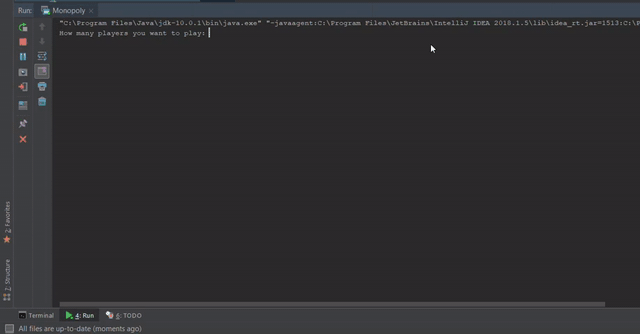 Run: Monopoly ×
"C:\Program Files\Java\jdk-10.0.1\bin\java.exe" "-javaagent:C:\Program Files\JetBrains\IntelliJ IDEA 2018.1.5\lib\idea_rt.jar=1513:C:\P
How many players you want to play:
2: Favorites
Z: Structure
Terminal 4: Run 6: TODO
All files are up-to-date (moments ago)